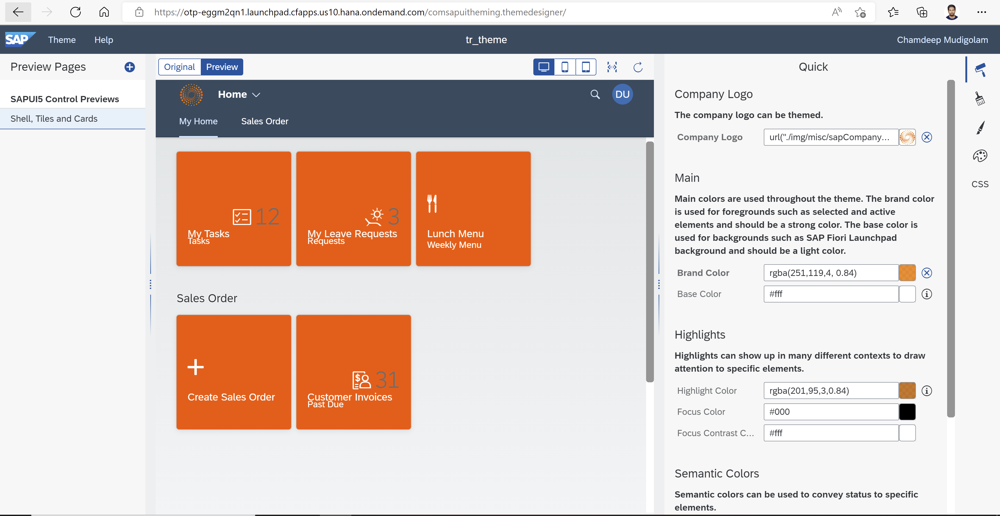 https://otp-eggm2qn1.launchpad.cfapps.us10.hana.ondemand.com/comsapuitheming.themedesigner/
SAP
Theme
Help
tr_theme
Chamdeep Mudigolam
Preview Pages
SAPUI5 Control Previews
Shell, Tiles and Cards
Original
Preview
Home
DU
My Home
Sales Order
12
My Tasks
Tasks
3
My Leave Requests
Requests
Lunch Menu
Weekly Menu
Sales Order
Create Sales Order
$
31
Customer Invoices
Past Due
Quick
Company Logo
The company logo can be themed.
Company Logo
url("./img/misc/sapCompany...
Main
Main colors are used throughout the theme. The brand color
is used for foregrounds such as selected and active
elements and should be a strong color. The base color is
used for backgrounds such as SAP Fiori Launchpad
background and should be a light color.
Brand Color
rgba(251,119,4, 0.84)
Base Color
#fff
Highlights
Highlights can show up in many different contexts to draw
attention to specific elements.
Highlight Color
rgba(201,95,3,0.84)
Focus Color
#000
Focus Contrast C...
#fff
Semantic Colors
Semantic colors can be used to convey status to specific
elements.
CSS